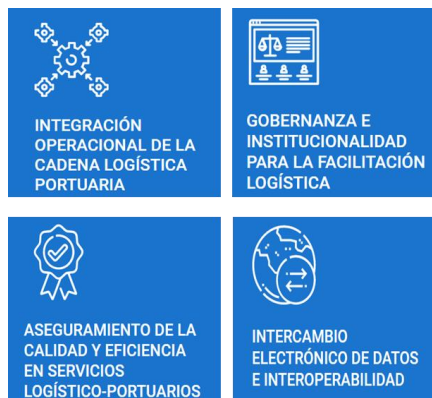 INTEGRACIÓN
OPERACIONAL DE LA
CADENA LOGÍSTICA
PORTUARIA
GOBERNANZA E
INSTITUCIONALIDAD
PARA LA FACILITACIÓN
LOGÍSTICA
ASEGURAMIENTO DE LA
CALIDAD Y EFICIENCIA
EN SERVICIOS
LOGÍSTICO-PORTUARIOS
INTERCAMBIO
ELECTRÓNICO DE DATOS
E INTEROPERABILIDAD